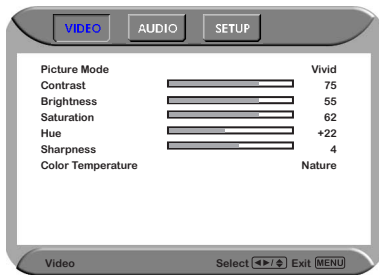 VIDEO AUDIO SETUP
Picture Mode Vivid
Contrast 75
Brightness 55
Saturation 62
Hue +22
Sharpness 4
Color Temperature Nature
Video Select ◄►/◆ Exit MENU